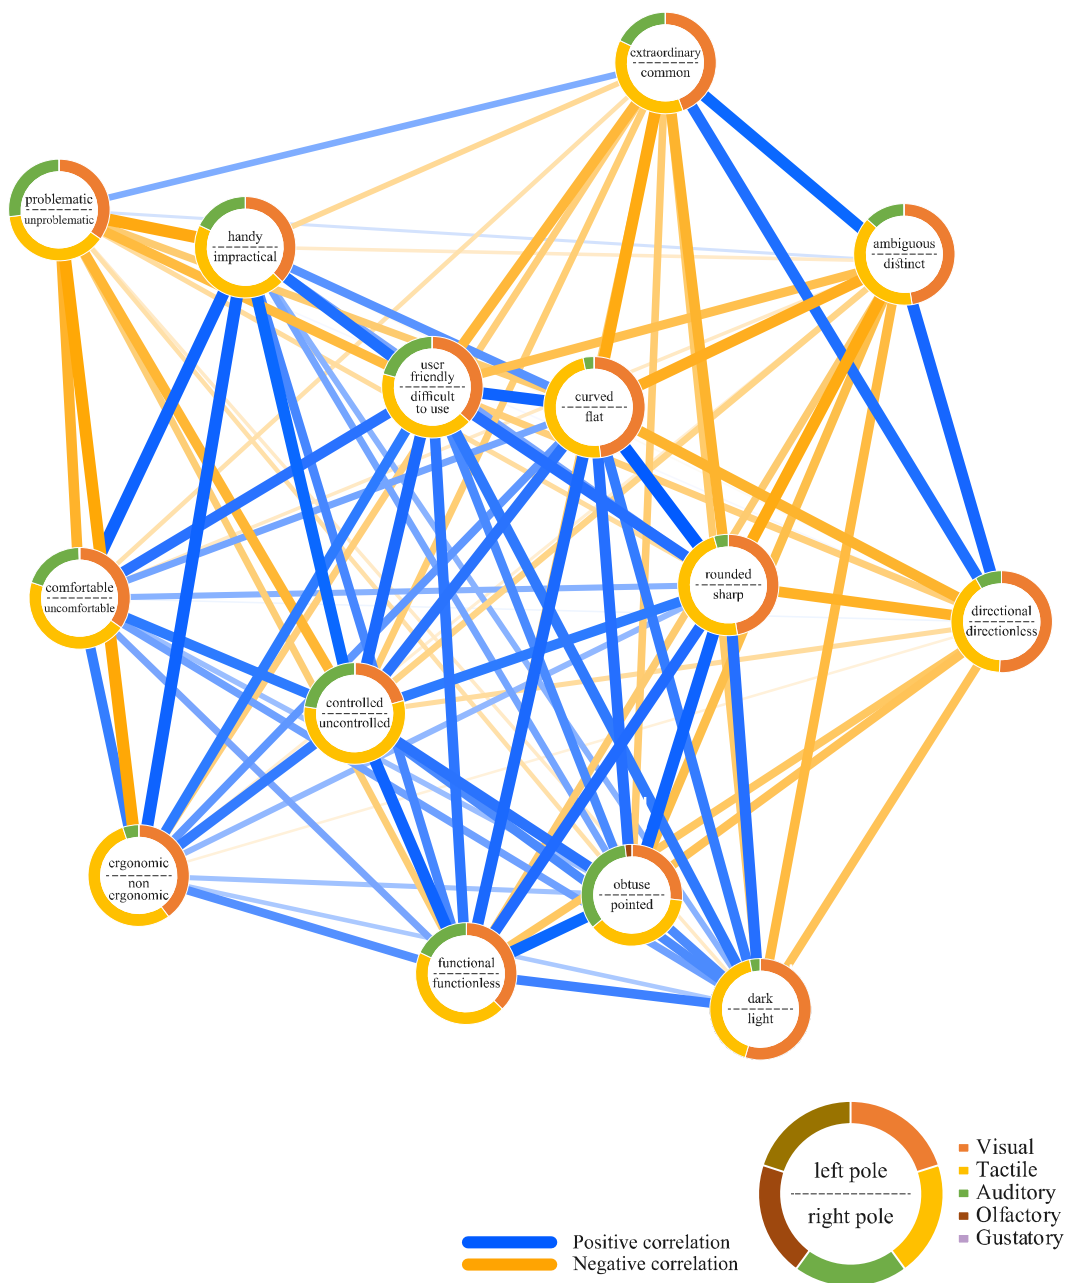 extraordinary
common
problematic
unproblematic
handy
impractical
ambiguous
distinct
user
friendly
difficult
to use
curved
flat
comfortable
uncomfortable
rounded
sharp
directional
directionless
controlled
uncontrolled
ergonomic
non
ergonomic
obtuse
pointed
functional
functionless
dark
light
left pole
right pole
Visual
Tactile
Auditory
Olfactory
Gustatory
Positive correlation
Negative correlation